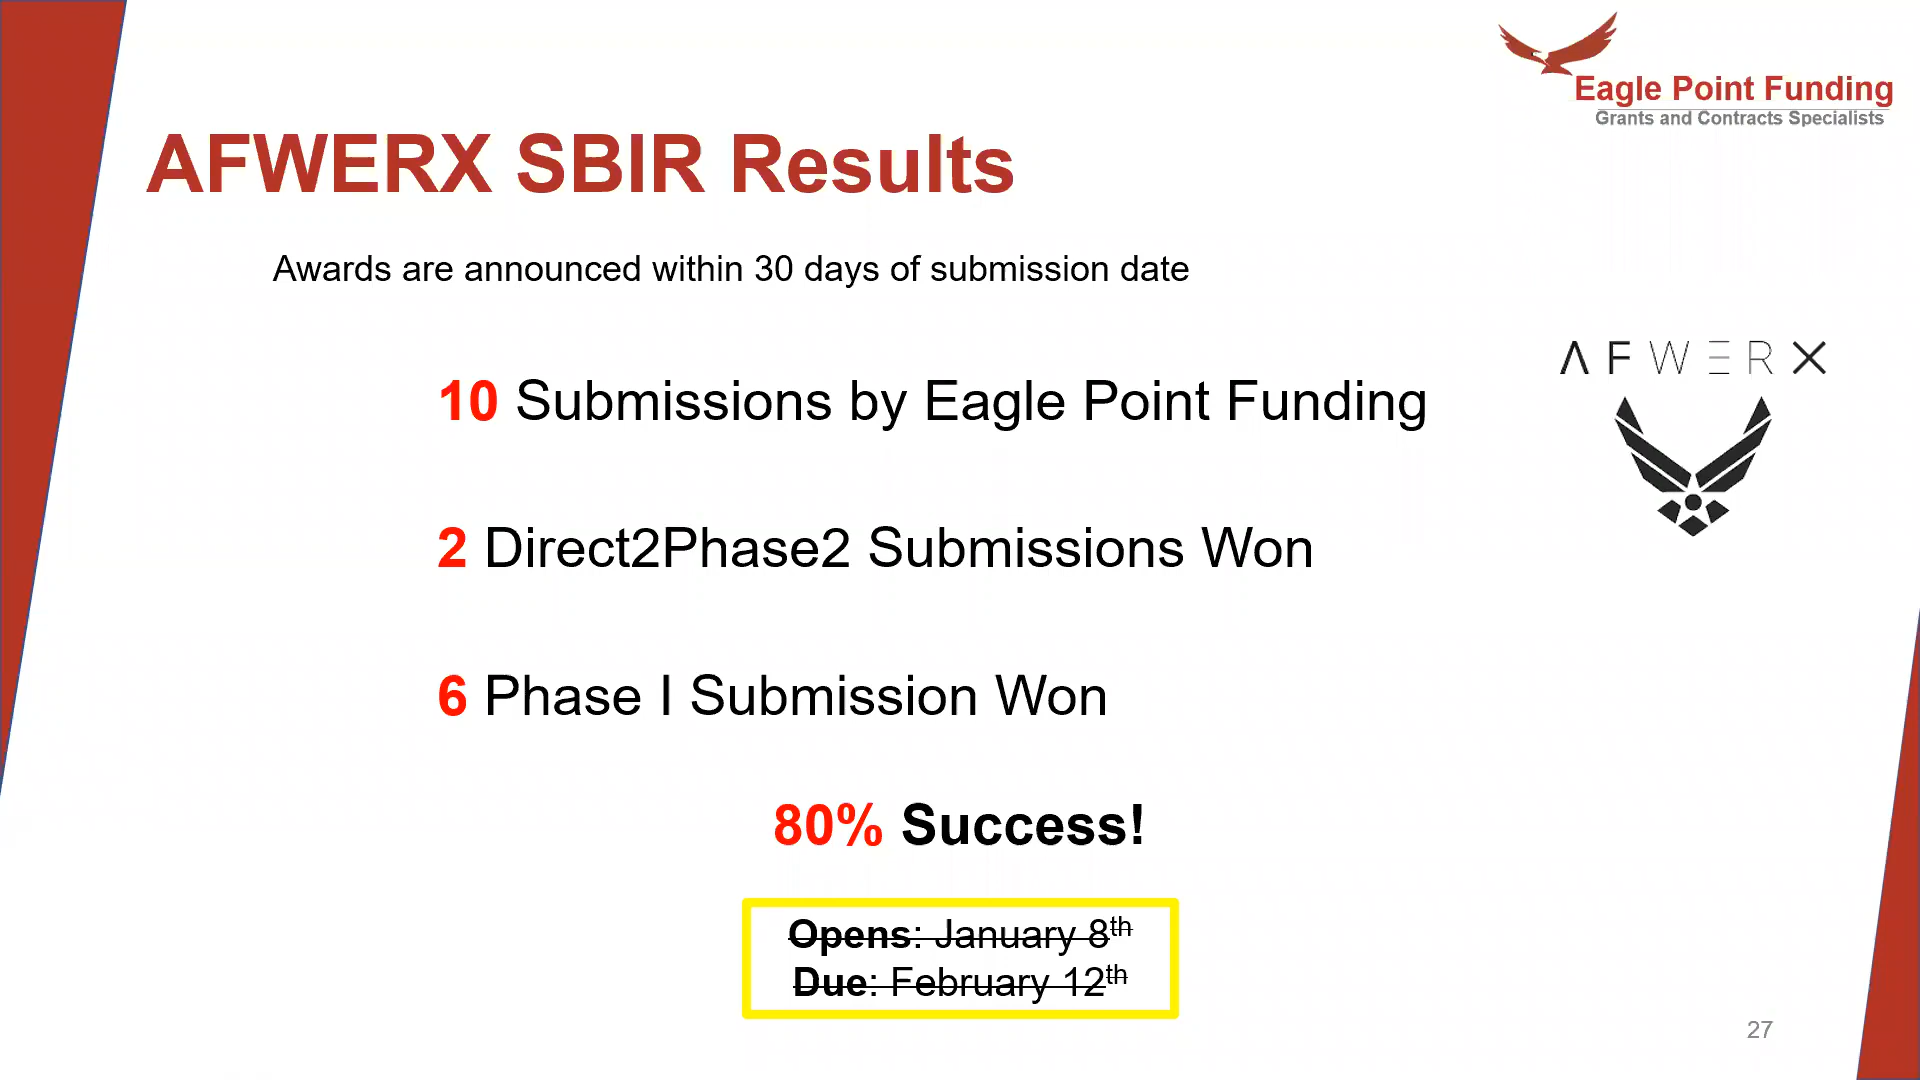 Eagle Point Funding
Grants and Contracts Specialists
AFWERX SBIR Results
Awards are announced within 30 days of submission date
AFWERX
10 Submissions by Eagle Point Funding
2 Direct2Phase2 Submissions Won
6 Phase I Submission Won
80% Success!
Opens: January 8th
Due: February 12th
27